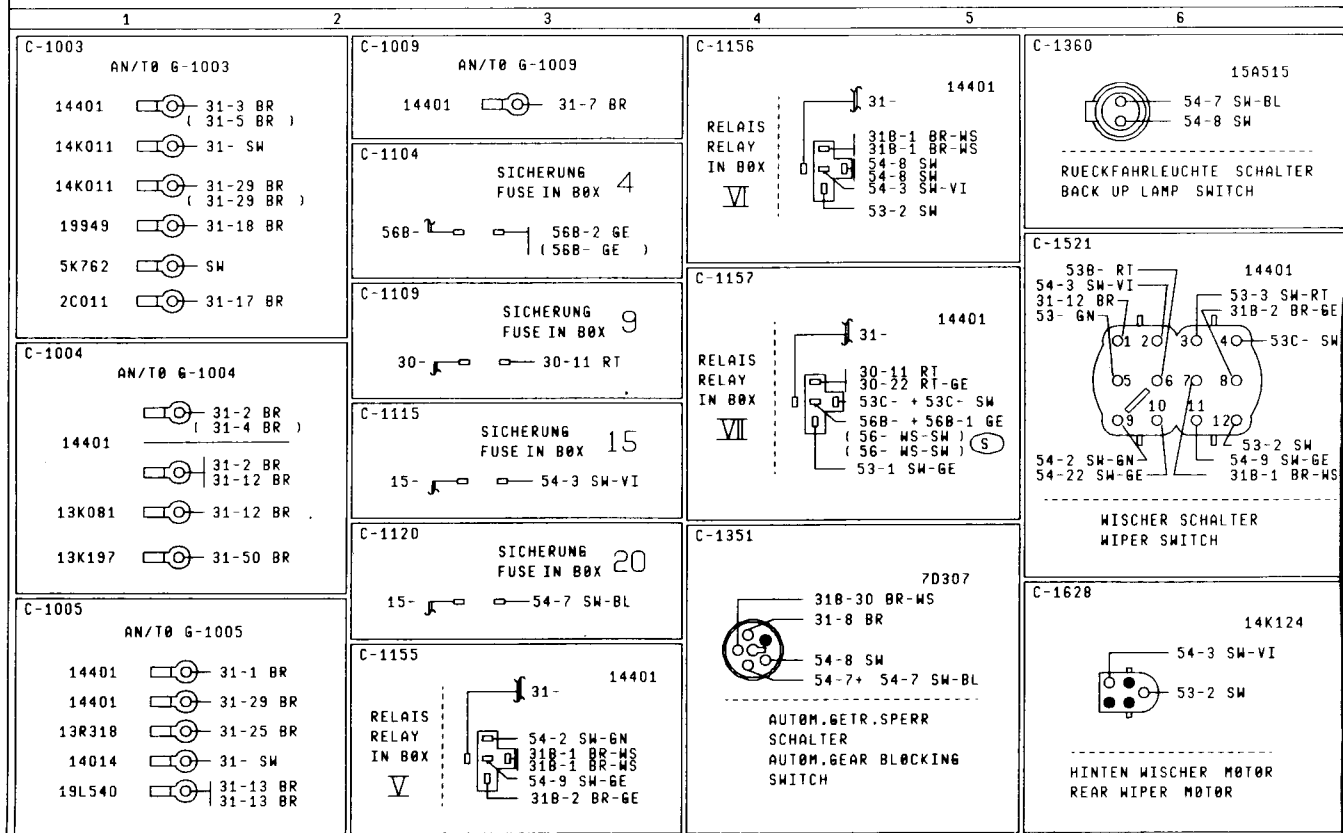 1 2 3 4 5 6
C-1003
AN/TØ G-1003
14401 31-3 BR
( 31-5 BR )
14K011 31- SW
14K011 31-29 BR
( 31-29 BR )
19949 31-18 BR
5K762 SW
2C011 31-17 BR
C-1004
AN/TØ G-1004
31-2 BR
( 31-4 BR )
14401
31-2 BR
31-12 BR
13K081 31-12 BR
13K197 31-50 BR
C-1005
AN/TØ G-1005
14401 31-1 BR
14401 31-29 BR
13R318 31-25 BR
14014 31- SW
19L540 31-13 BR
31-13 BR
C-1009
AN/TØ G-1009
14401 31-7 BR
C-1104
SICHERUNG
FUSE IN BØX 4
56B- 56B-2 GE
( 56B- GE )
C-1109
SICHERUNG
FUSE IN BØX 9
30- 30-11 RT
C-1115
SICHERUNG
FUSE IN BØX 15
15- 54-3 SW-VI
C-1120
SICHERUNG
FUSE IN BØX 20
15- 54-7 SW-BL
C-1155
14401
31-
RELAIS
RELAY
IN BØX
V
54-2 SW-GN
31B-1 BR-WS
31B-1 BR-WS
54-9 SW-GE
31B-2 BR-GE
C-1156
14401
31-
RELAIS
RELAY
IN BØX
VI
31B-1 BR-WS
31B-1 BR-WS
54-8 SW
54-8 SW
54-3 SW-VI
53-2 SW
C-1157
14401
31-
RELAIS
RELAY
IN BØX
VII
30-11 RT
30-22 RT-GE
53C- + 53C- SW
56B- + 56B-1 GE
( 56- WS-SW )
( 56- WS-SW ) S
53-1 SW-GE
C-1351
7D307
31B-30 BR-WS
31-8 BR
54-8 SW
54-7+ 54-7 SW-BL
AUTØM.GETR.SPERR
SCHALTER
AUTØM.GEAR BLØCKING
SWITCH
C-1360
15A515
54-7 SW-BL
54-8 SW
RUECKFAHRLEUCHTE SCHALTER
BACK UP LAMP SWITCH
C-1521
14401
53B- RT
54-3 SW-VI
31-12 BR
53- GN
53-3 SW-RT
31B-2 BR-GE
1 2 3 4 53C- SW
5 6 7 8
9 10 11 12
53-2 SW
54-2 SW-GN 54-9 SW-GE
54-22 SW-GE 31B-1 BR-WS
WISCHER SCHALTER
WIPER SWITCH
C-1628
14K124
54-3 SW-VI
53-2 SW
HINTEN WISCHER MØTØR
REAR WIPER MØTØR